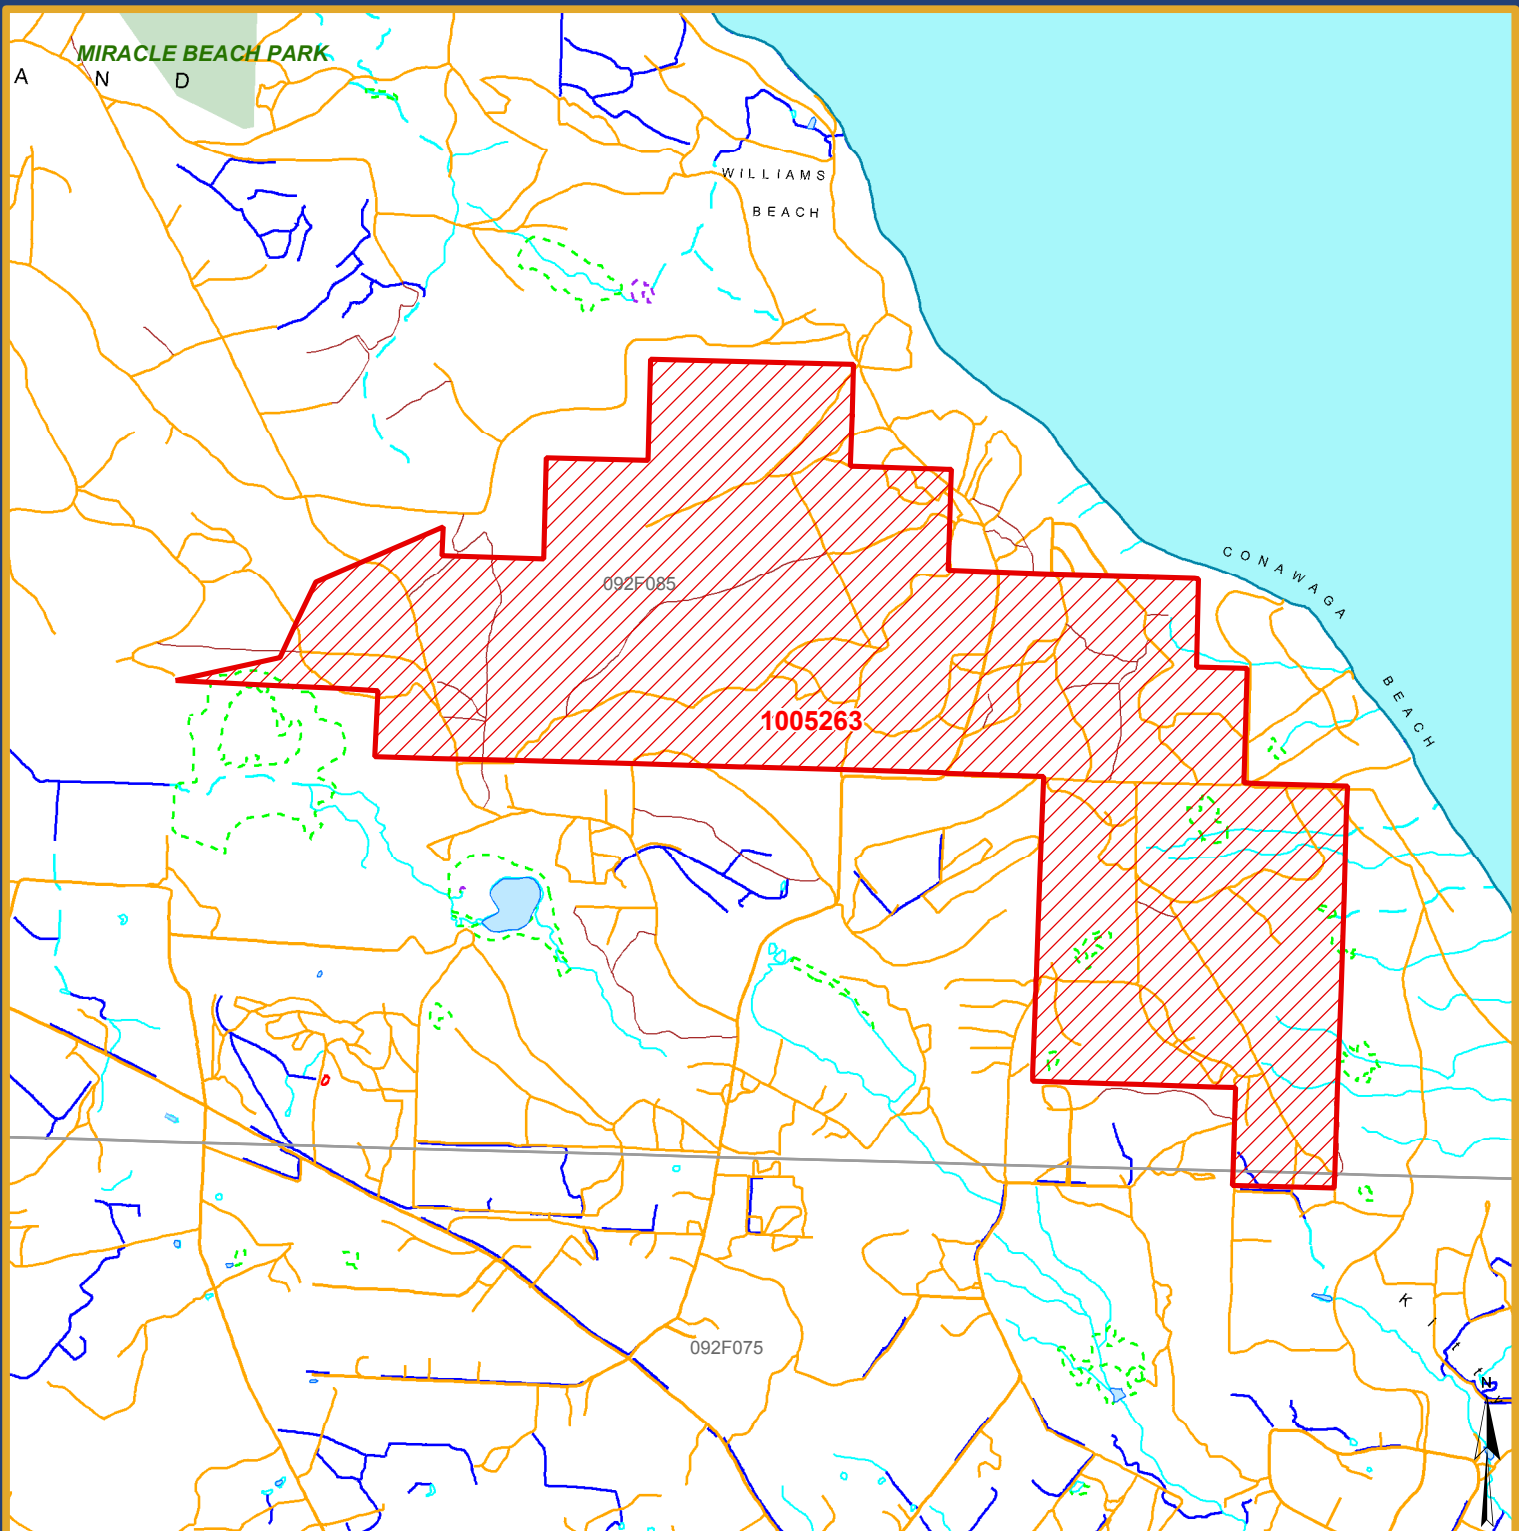 MIRACLE BEACH PARK
A N D
WILLIAMS
BEACH
CONAWAGA
BEACH
092F085
1005263
092F075
K i t t
N